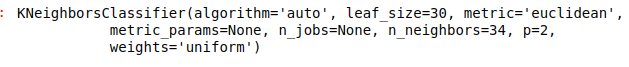 : KNeighborsClassifier(algorithm='auto', leaf_size=30, metric='euclidean',
metric_params=None, n_jobs=None, n_neighbors=34, p=2,
weights='uniform')